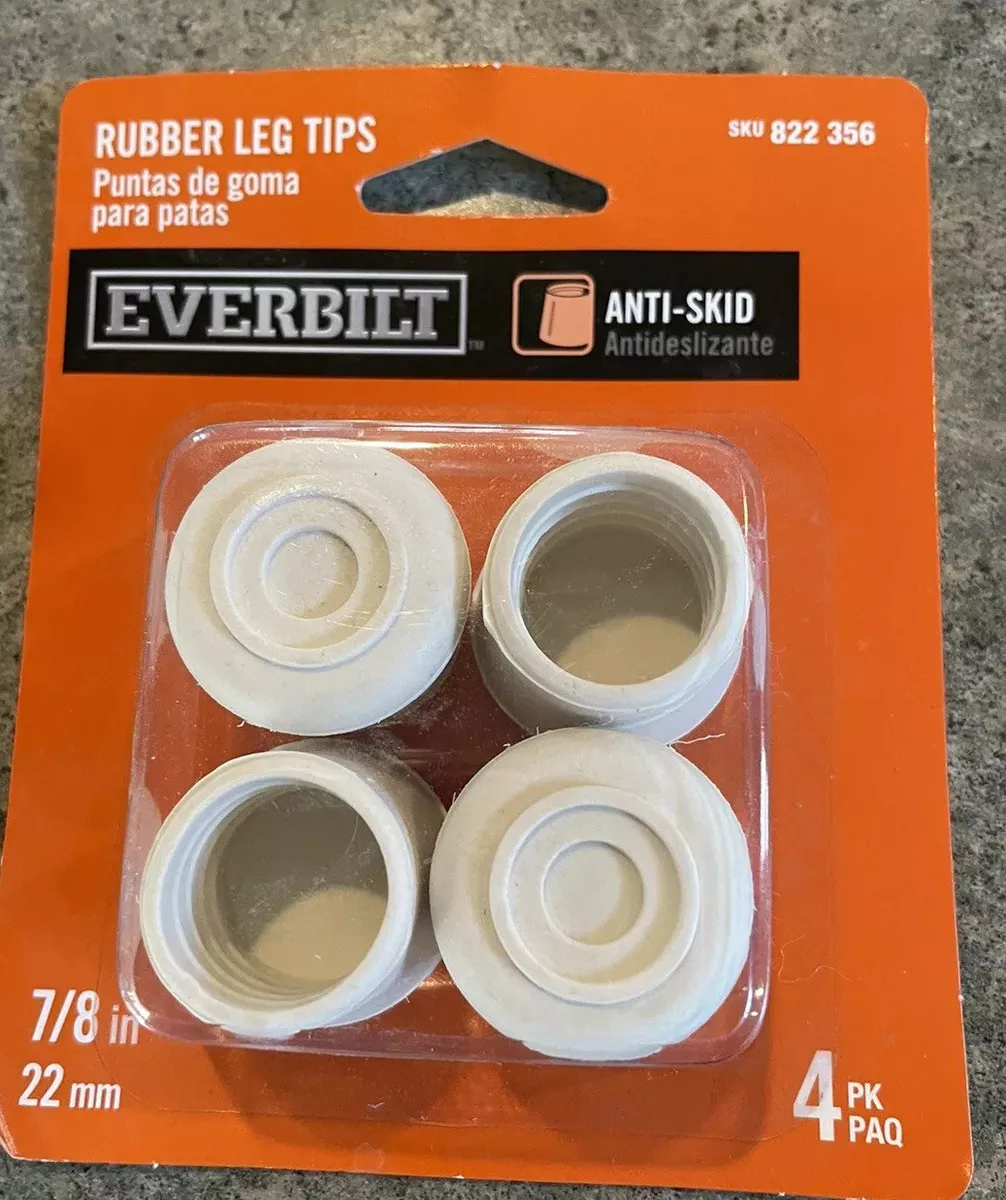 RUBBER LEG TIPS
Puntas de goma
para patas
SKU 822 356
EVERBILT™
ANTI-SKID
Antideslizante
7/8 in
22 mm
4 PK
PAQ